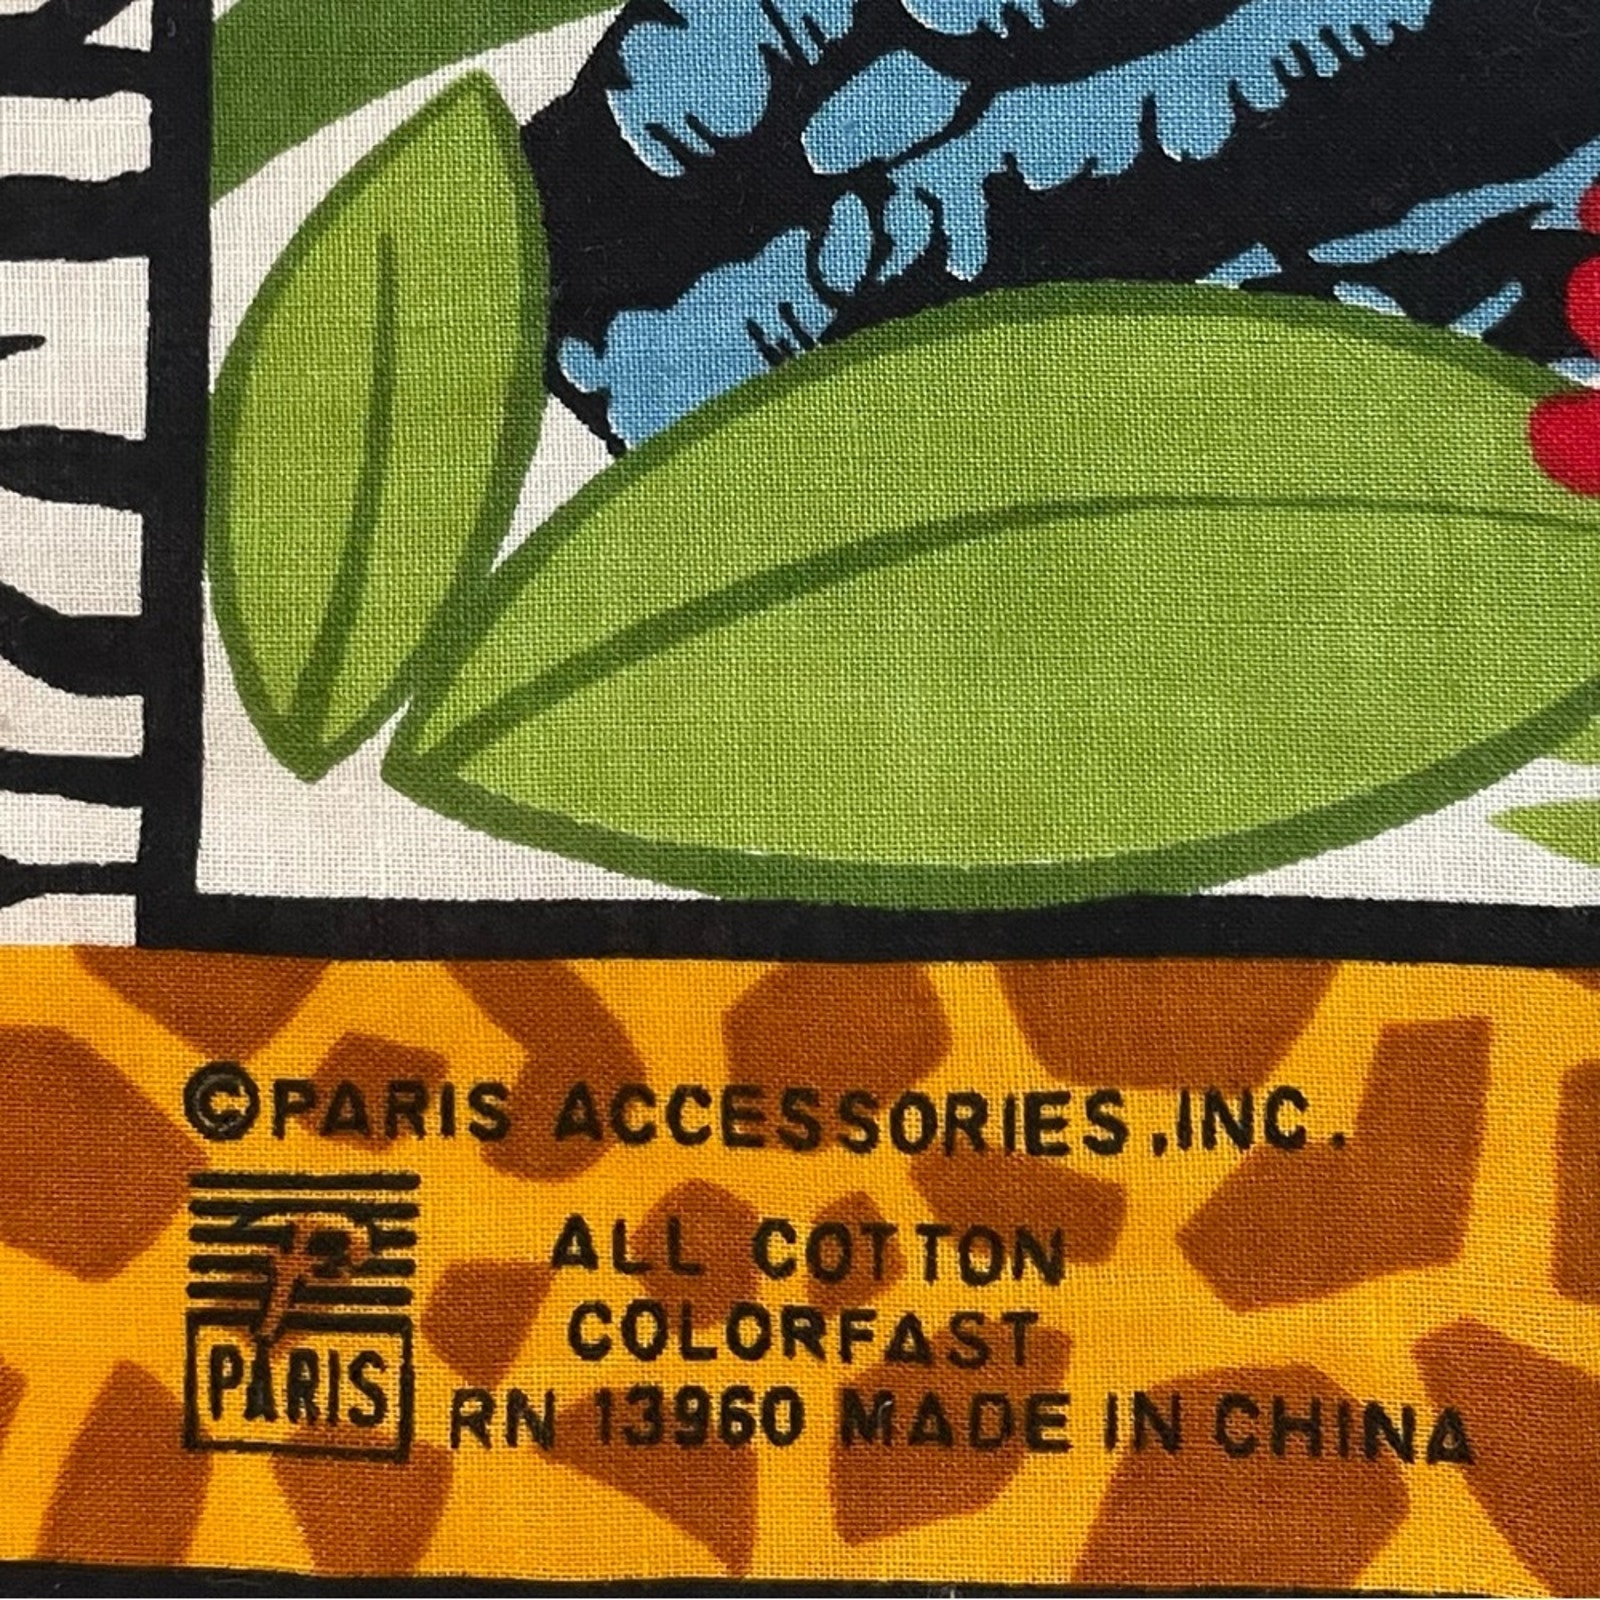 ©PARIS ACCESSORIES,INC.
ALL COTTON
COLORFAST
PARIS
RN 13960 MADE IN CHINA